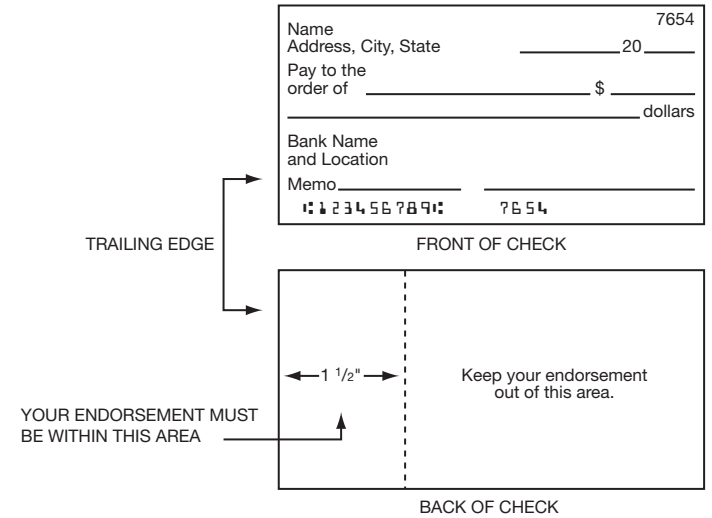 7654
Name
Address, City, State 20
Pay to the
order of $
dollars
Bank Name
and Location
Memo
⑆123456789⑆ 7654
TRAILING EDGE
FRONT OF CHECK
1 1/2"
Keep your endorsement
out of this area.
YOUR ENDORSEMENT MUST
BE WITHIN THIS AREA
BACK OF CHECK